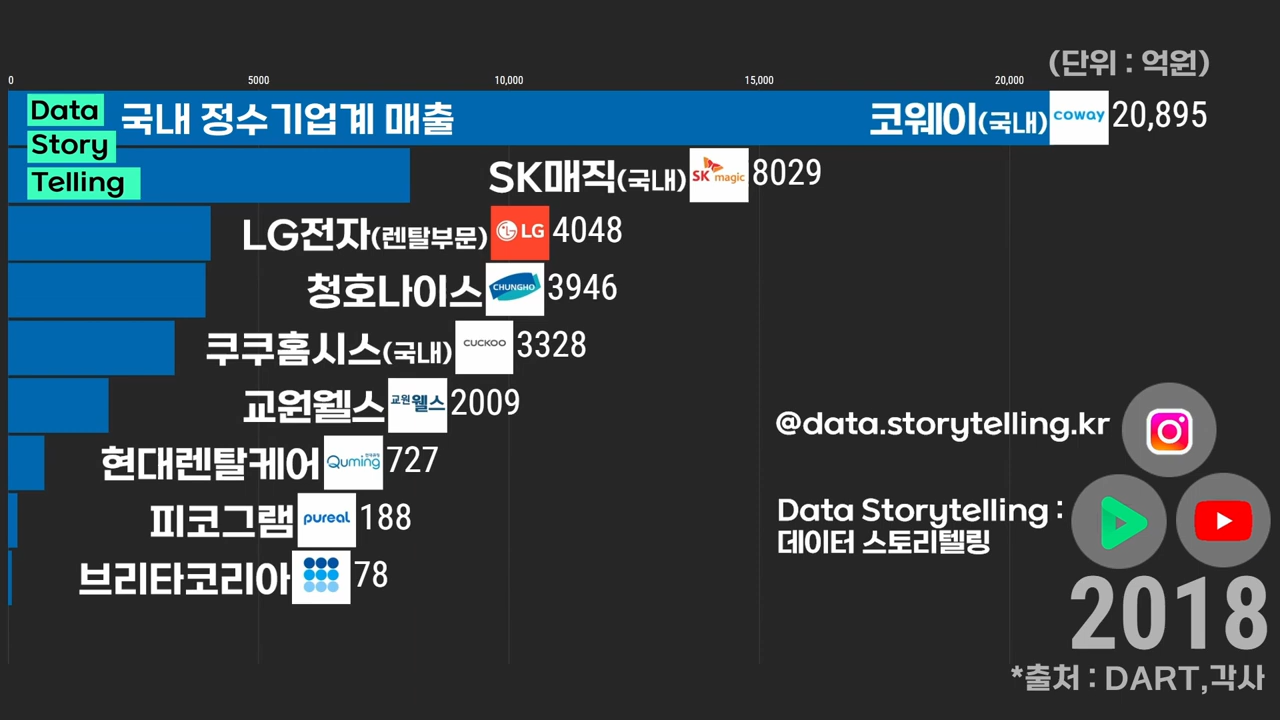 (단위 : 억원)
0 5000 10,000 15,000 20,000
Data
Story
Telling
국내 정수기업계 매출
코웨이(국내) coway 20,895
SK매직(국내) SK magic 8029
LG전자(렌탈부문) LG 4048
청호나이스 CHUNGHO 3946
쿠쿠홈시스(국내) CUCKOO 3328
교원웰스 교원웰스 2009
현대렌탈케어 현대큐밍 Quming 727
피코그램 pureal 188
브리타코리아 78
@data.storytelling.kr
Data Storytelling :
데이터 스토리텔링
2018
*출처 : DART,각사